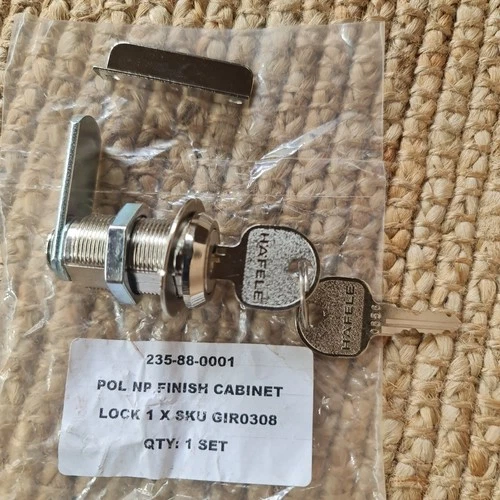 HAFELE
HAFELE
235-88-0001
POL NP FINISH CABINET
LOCK 1 X SKU GIR0308
QTY: 1 SET